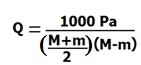 Q = 1000 Pa / ((M+m)/2)(M-m)